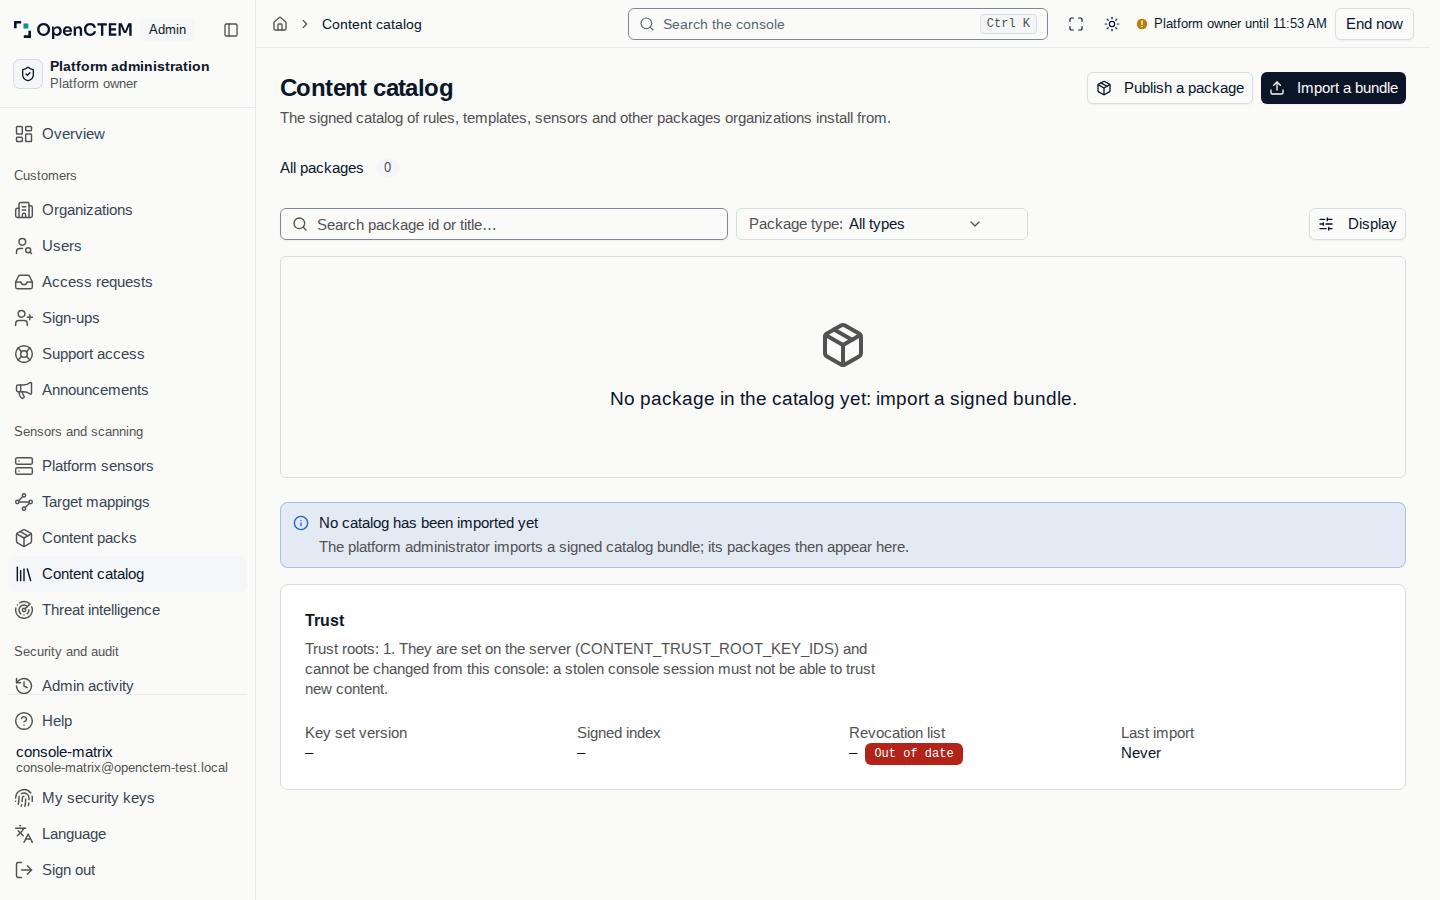 OpenCTEM
Admin
Platform administration
Platform owner
Overview
Customers
Organizations
Users
Access requests
Sign-ups
Support access
Announcements
Sensors and scanning
Platform sensors
Target mappings
Content packs
Content catalog
Threat intelligence
Security and audit
Admin activity
Help
console-matrix
console-matrix@openctem-test.local
My security keys
Language
Sign out
Content catalog
Search the console
Ctrl K
Platform owner until 11:53 AM
End now
Content catalog
Publish a package
Import a bundle
The signed catalog of rules, templates, sensors and other packages organizations install from.
All packages 0
Search package id or title…
Package type: All types
Display
No package in the catalog yet: import a signed bundle.
No catalog has been imported yet
The platform administrator imports a signed catalog bundle; its packages then appear here.
Trust
Trust roots: 1. They are set on the server (CONTENT_TRUST_ROOT_KEY_IDS) and
cannot be changed from this console: a stolen console session must not be able to trust
new content.
Key set version
–
Signed index
–
Revocation list
– Out of date
Last import
Never